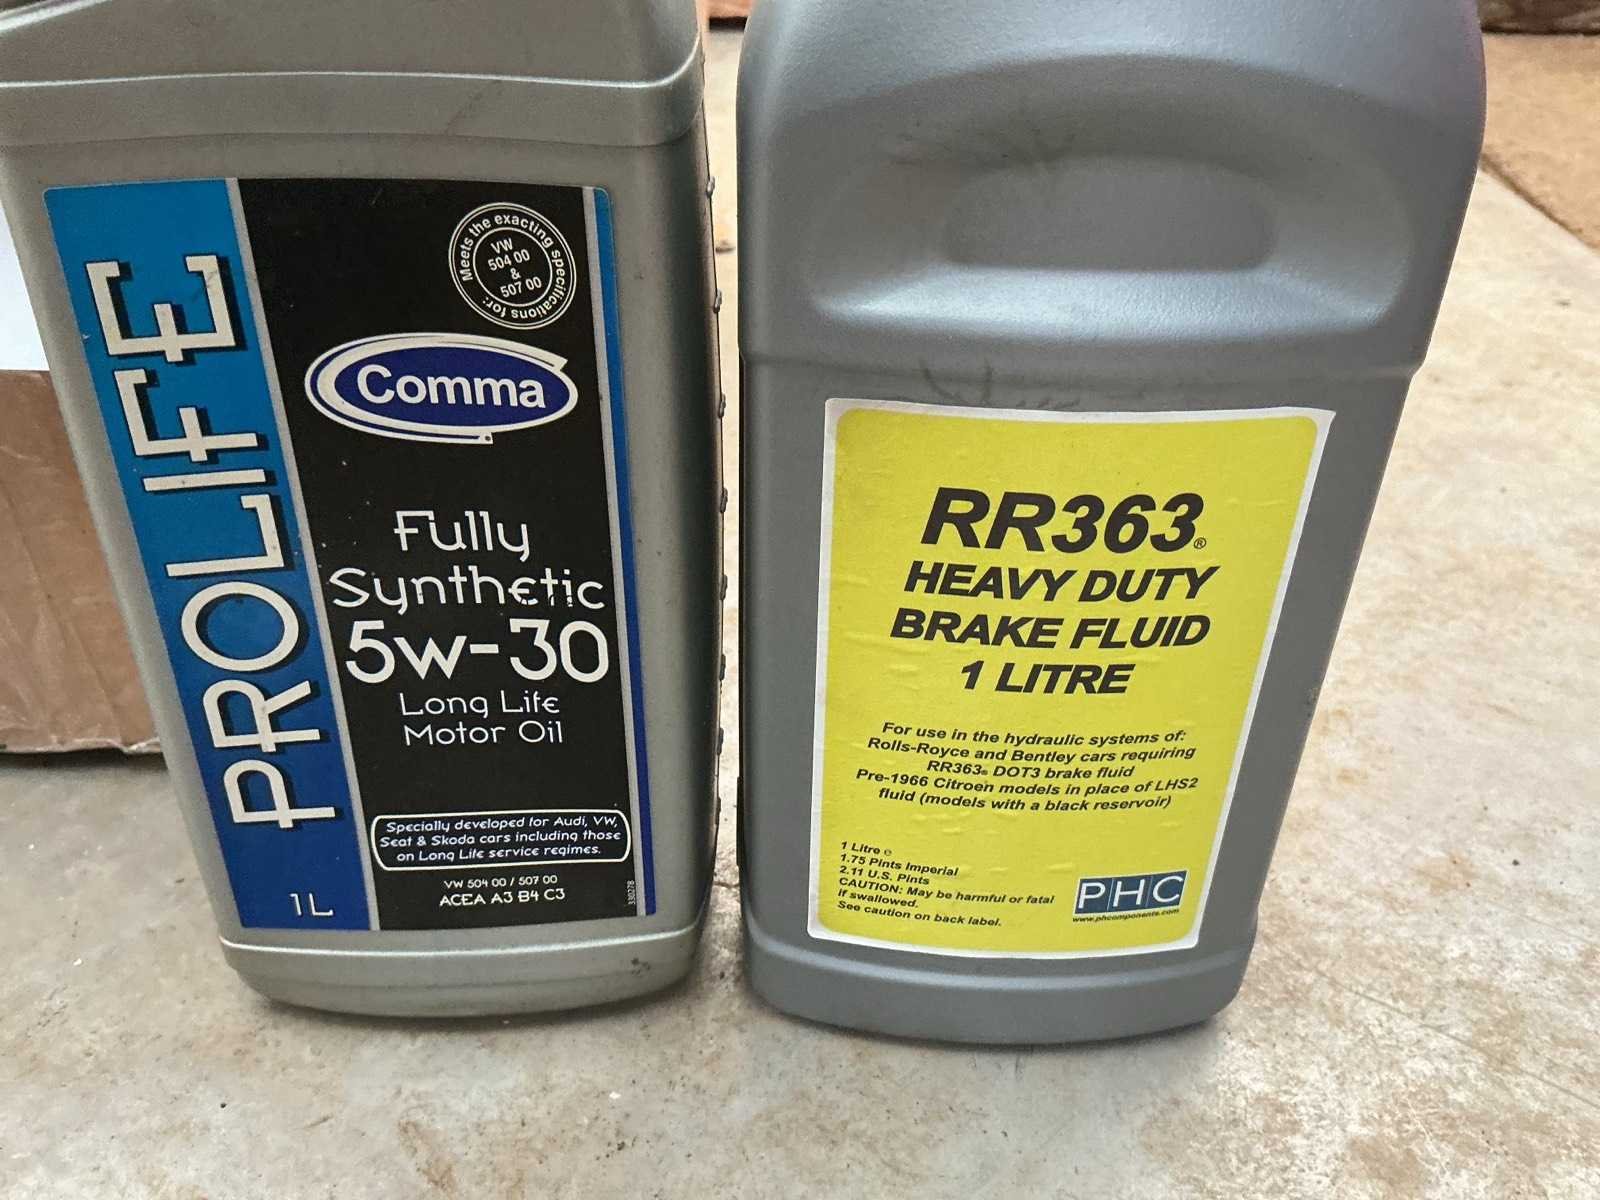 PROLIFE
1L
Meets the exacting specifications for:
VW
504 00
&
507 00
Comma
Fully
Synthetic
5w-30
Long Life
Motor Oil
Specially developed for Audi, VW,
Seat & Skoda cars including those
on Long Life service regimes.
VW 504 00 / 507 00
ACEA A3 B4 C3
330278
RR363®
HEAVY DUTY
BRAKE FLUID
1 LITRE
For use in the hydraulic systems of:
Rolls-Royce and Bentley cars requiring
RR363® DOT3 brake fluid
Pre-1966 Citroen models in place of LHS2
fluid (models with a black reservoir)
1 Litre e
1.75 Pints Imperial
2.11 U.S. Pints
CAUTION: May be harmful or fatal
if swallowed.
See caution on back label.
PHC
www.phcomponents.com